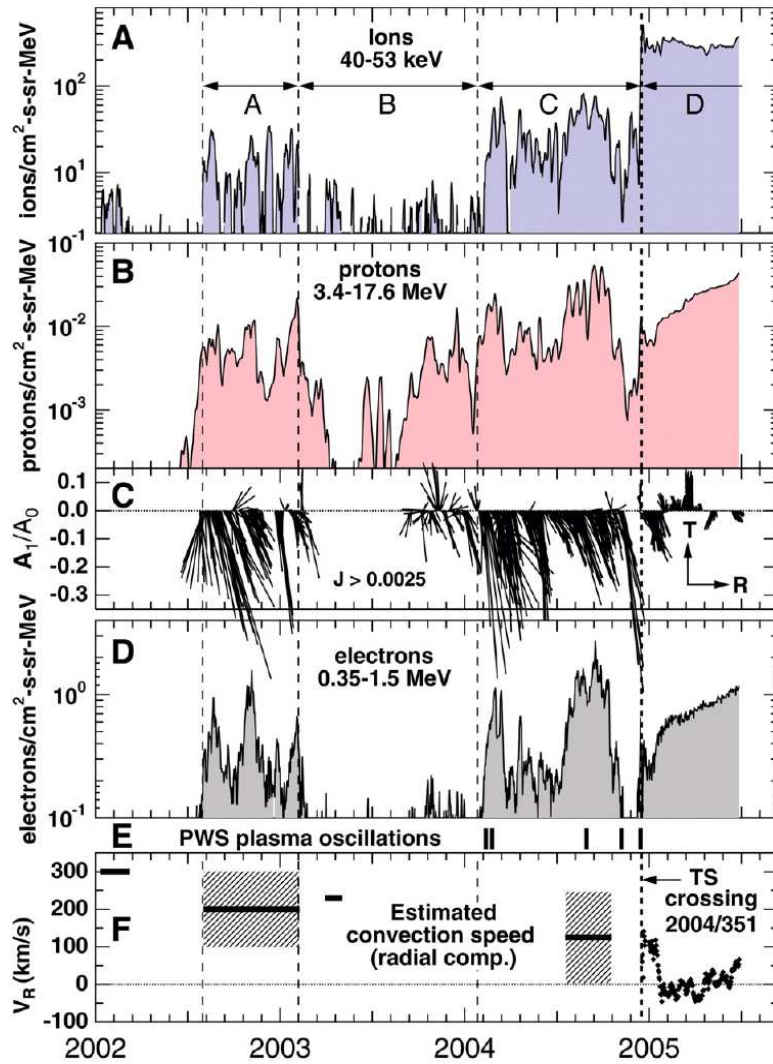 A
Ions
40-53 keV
A
B
C
D
ions/cm²-s-sr-MeV
10²
10¹
B
protons
3.4-17.6 MeV
protons/cm²-s-sr-MeV
10⁻¹
10⁻²
10⁻³
C
A₁/A₀
0.1
0.0
-0.1
-0.2
-0.3
J > 0.0025
T
R
D
electrons
0.35-1.5 MeV
electrons/cm²-s-sr-MeV
10⁰
10⁻¹
E
PWS plasma oscillations
F
V_R (km/s)
300
200
100
0
-100
Estimated
convection speed
(radial comp.)
TS
crossing
2004/351
2002
2003
2004
2005